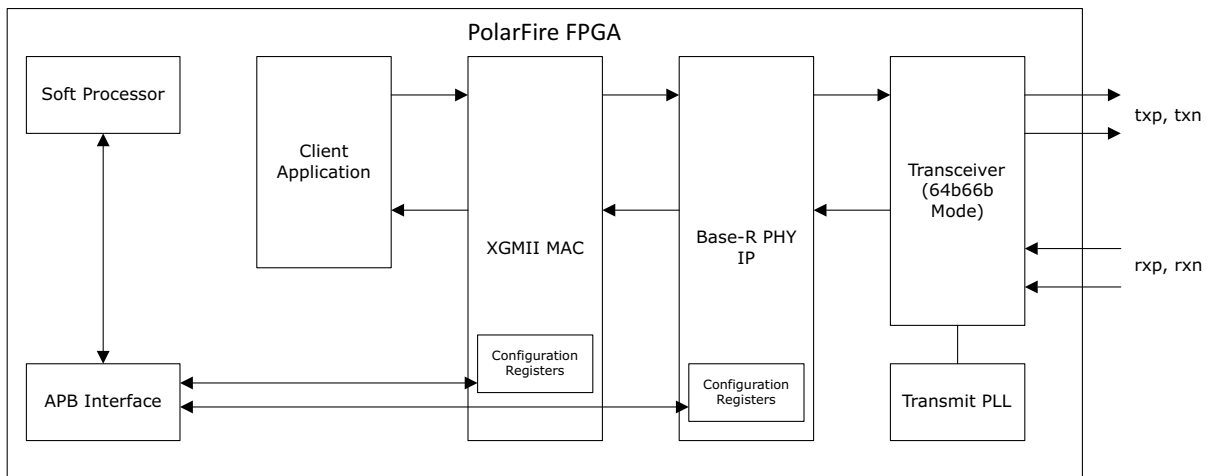 PolarFire FPGA
Soft Processor
Client
Application
XGMII MAC
Base-R PHY
IP
Transceiver
(64b66b
Mode)
txp, txn
rxp, rxn
Configuration
Registers
Configuration
Registers
APB Interface
Transmit PLL